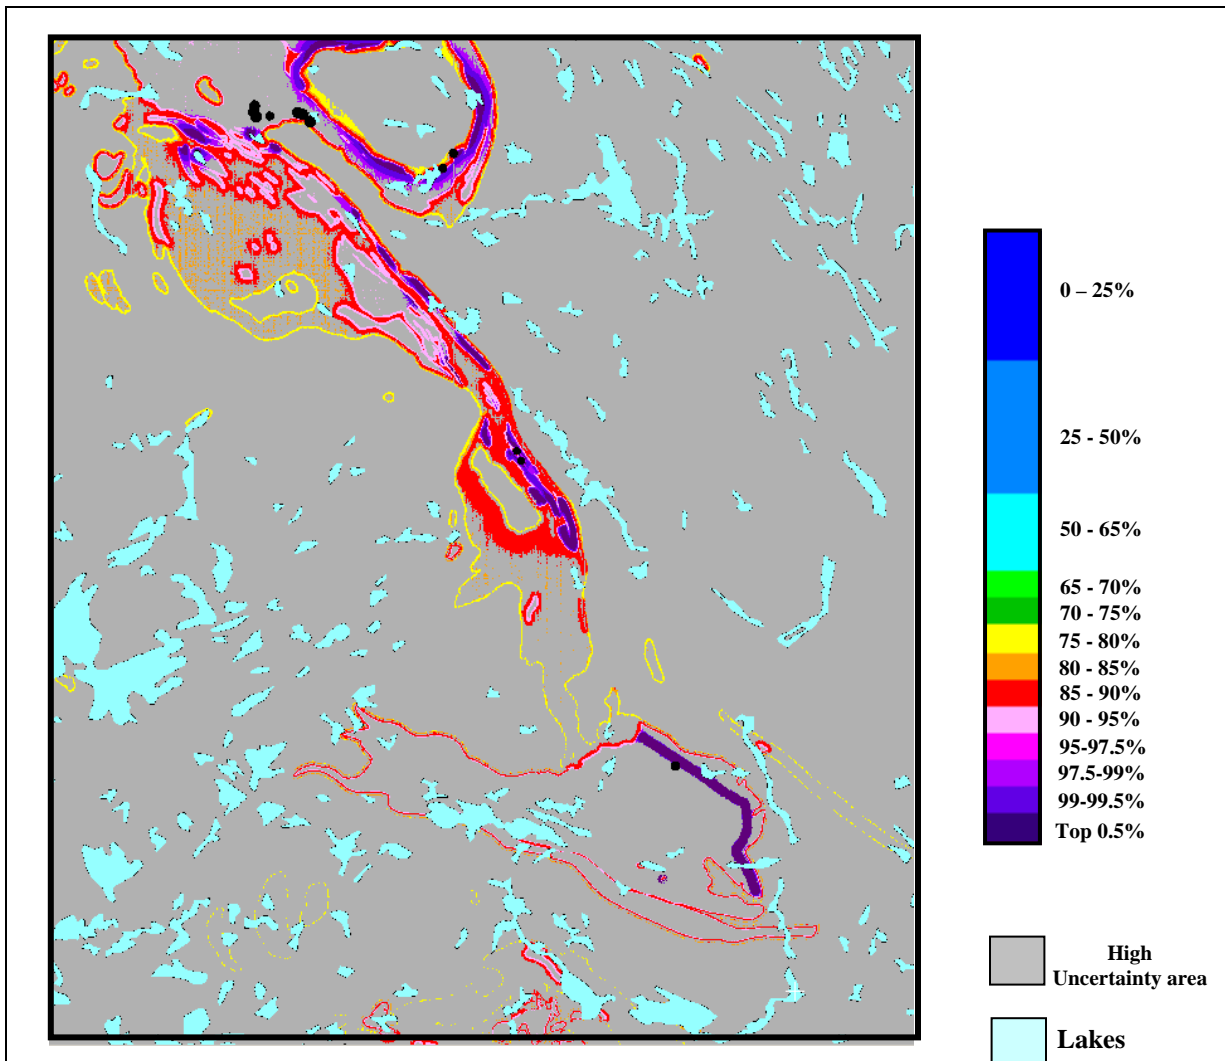 0 – 25%
25 - 50%
50 - 65%
65 - 70%
70 - 75%
75 - 80%
80 - 85%
85 - 90%
90 - 95%
95-97.5%
97.5-99%
99-99.5%
Top 0.5%
High
Uncertainty area
Lakes